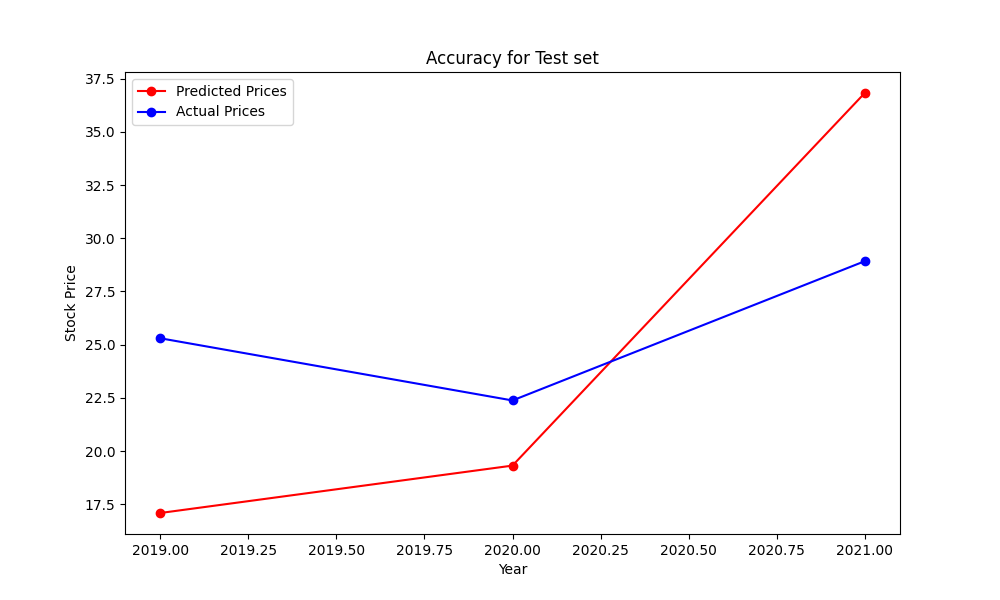 Accuracy for Test set
Predicted Prices
Actual Prices
37.5
35.0
32.5
30.0
27.5
25.0
22.5
20.0
17.5
Stock Price
2019.00 2019.25 2019.50 2019.75 2020.00 2020.25 2020.50 2020.75 2021.00
Year